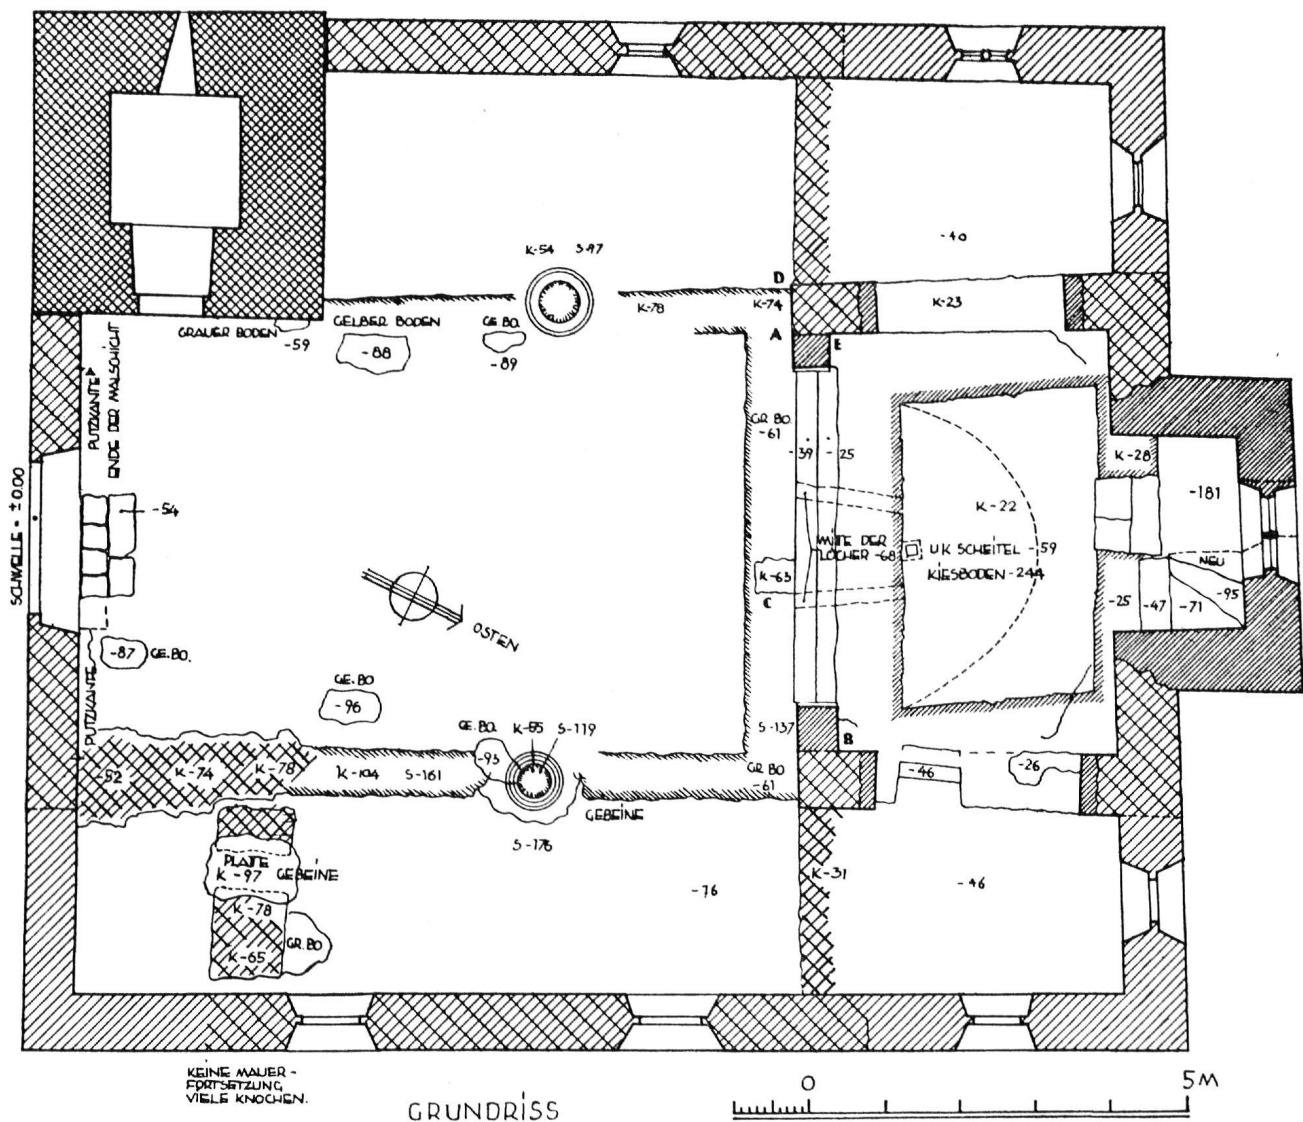 -40
K-54 S-97
D
K-78
K-74
K-23
GRAUER BODEN
-59
GELBER BODEN
-88
GE.BO.
-89
A
E
PUTZKANTE
ENDE DER MALSCHICHT
GR.BO.
-61
-39
-25
K-28
-181
SCHWELLE = ±0.00
-54
K-22
MITTE DER
LÖCHER -68
UK SCHEITEL -59
KIESBODEN -244
NEU
K-63
C
-25
-47
-71
-95
OSTEN
-87
GE.BO.
PUTZKANTE
GE.BO
-96
GE.BO.
K-55
S-119
S-137
B
-52
K-74
K-78
K-104
S-161
-93
GR.BO
-61
-46
-26
GEBEINE
S-176
PLATTE
K-97
GEBEINE
K-78
K-65
GR.BO
-76
K-31
-46
KEINE MAUER-
FORTSETZUNG
VIELE KNOCHEN.
GRUNDRISS
0
5M